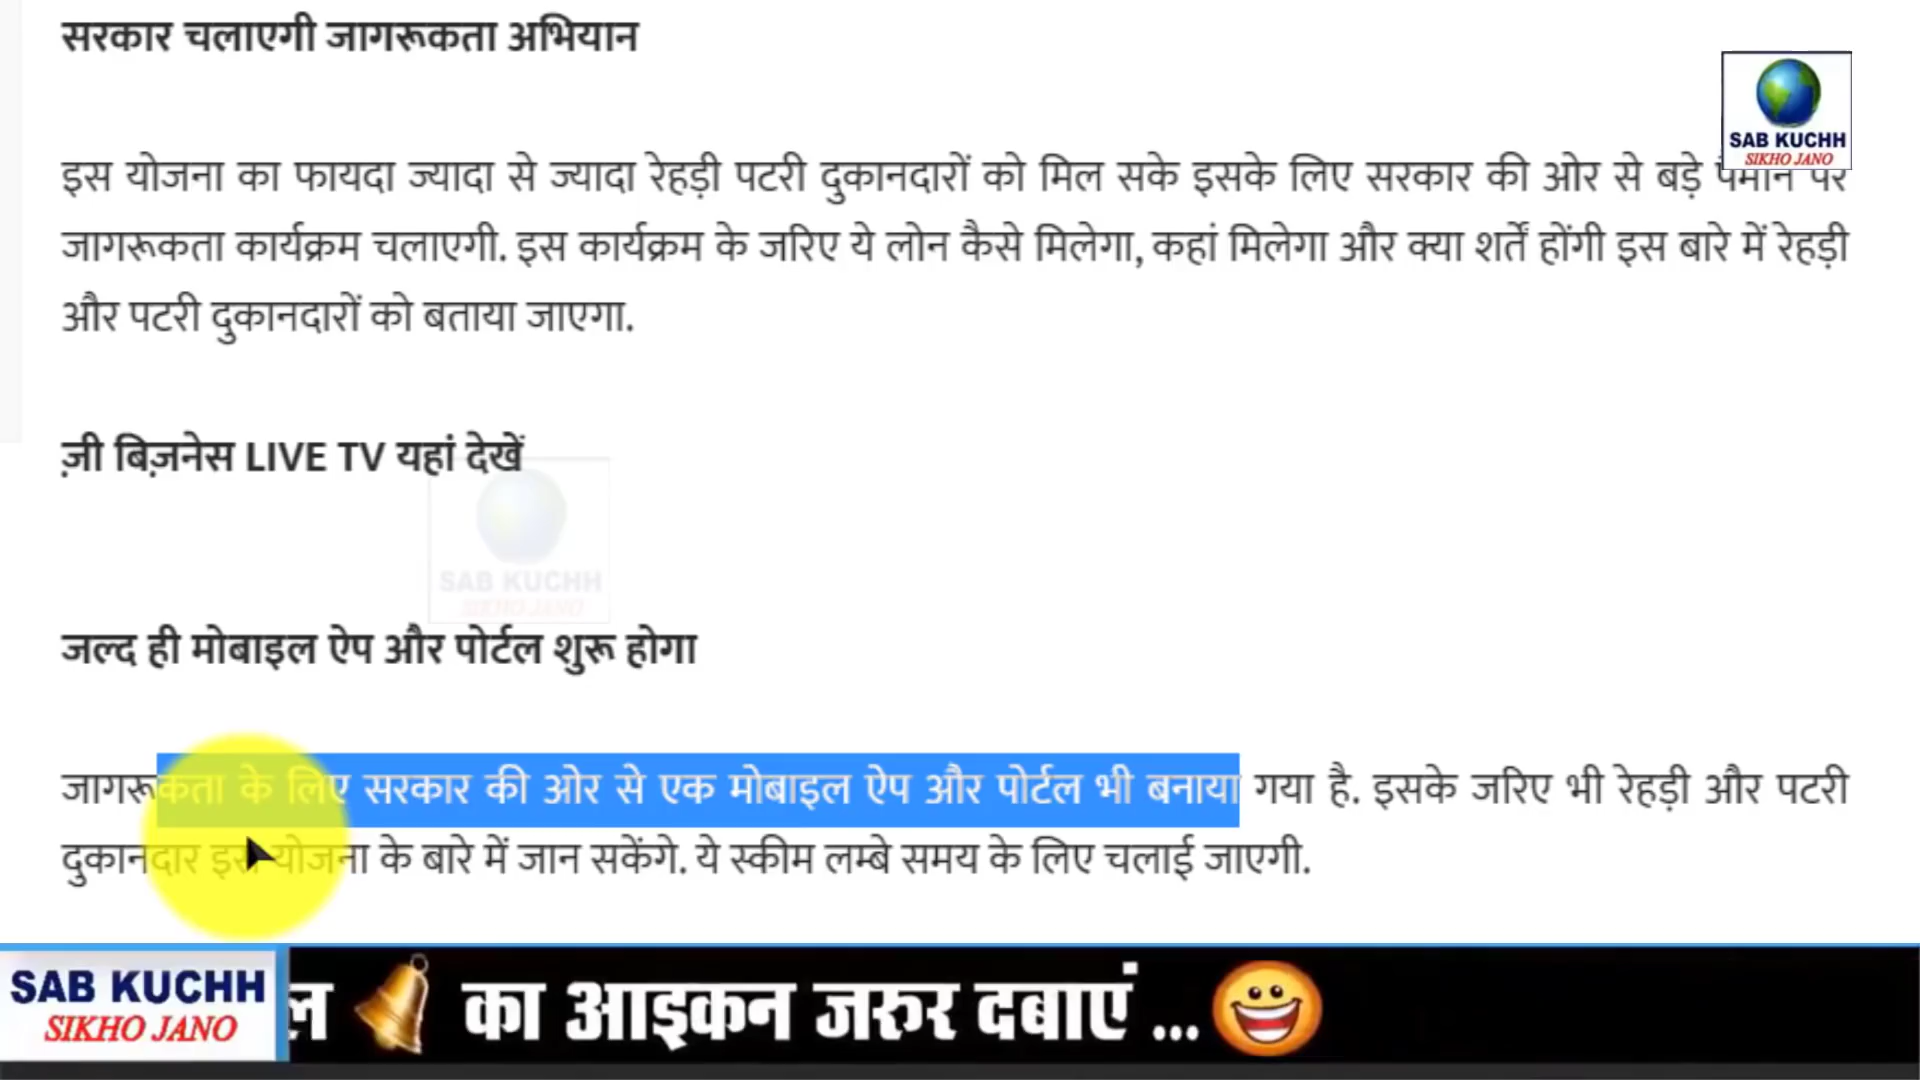 सरकार चलाएगी जागरूकता अभियान
SAB KUCHH
SIKHO JANO
इस योजना का फायदा ज्यादा से ज्यादा रेहड़ी पटरी दुकानदारों को मिल सके इसके लिए सरकार की ओर से बड़े पैमाने पर
जागरूकता कार्यक्रम चलाएगी. इस कार्यक्रम के जरिए ये लोन कैसे मिलेगा, कहां मिलेगा और क्या शर्तें होंगी इस बारे में रेहड़ी
और पटरी दुकानदारों को बताया जाएगा.
ज़ी बिज़नेस LIVE TV यहां देखें
SAB KUCHH
SIKHO JANO
जल्द ही मोबाइल ऐप और पोर्टल शुरू होगा
जागरूकता के लिए सरकार की ओर से एक मोबाइल ऐप और पोर्टल भी बनाया गया है. इसके जरिए भी रेहड़ी और पटरी
दुकानदार इस योजना के बारे में जान सकेंगे. ये स्कीम लम्बे समय के लिए चलाई जाएगी.
SAB KUCHH
SIKHO JANO
ल का आइकन जरुर दबाएं ...